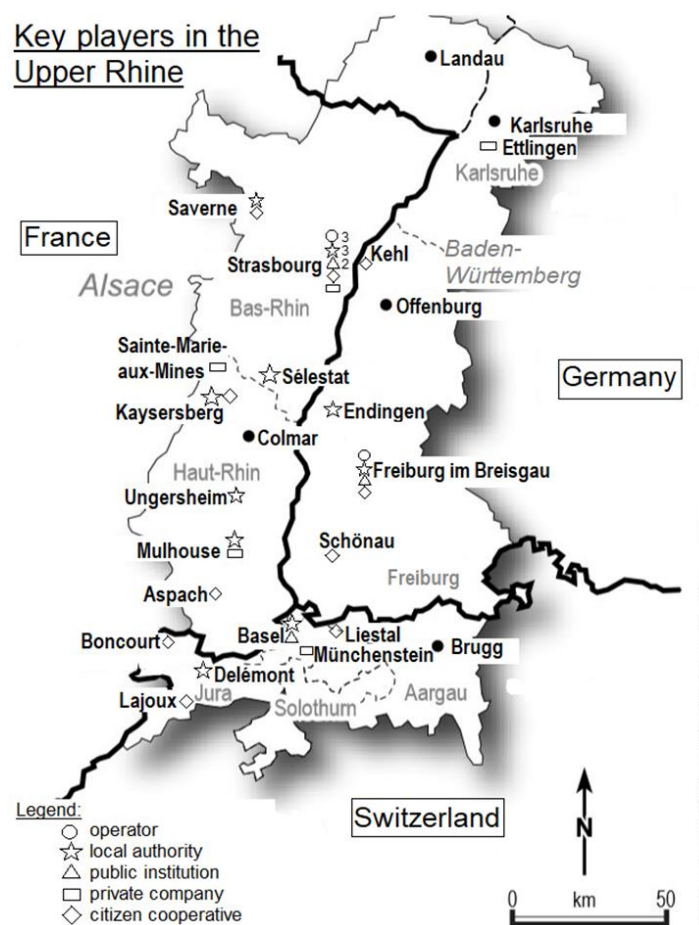 Key players in the
Upper Rhine
Landau
Karlsruhe
Ettlingen
Karlsruhe
Saverne
France
3
3
Strasbourg
2
Kehl
Baden-
Württemberg
Alsace
Bas-Rhin
Offenburg
Sainte-Marie-
aux-Mines
Sélestat
Germany
Kaysersberg
Endingen
Colmar
Haut-Rhin
Freiburg im Breisgau
Ungersheim
Mulhouse
Schönau
Freiburg
Aspach
Boncourt
Basel
Liestal
Münchenstein
Brugg
Delémont
Jura
Lajoux
Solothurn
Aargau
Legend:
operator
local authority
public institution
private company
citizen cooperative
Switzerland
N
0 km 50